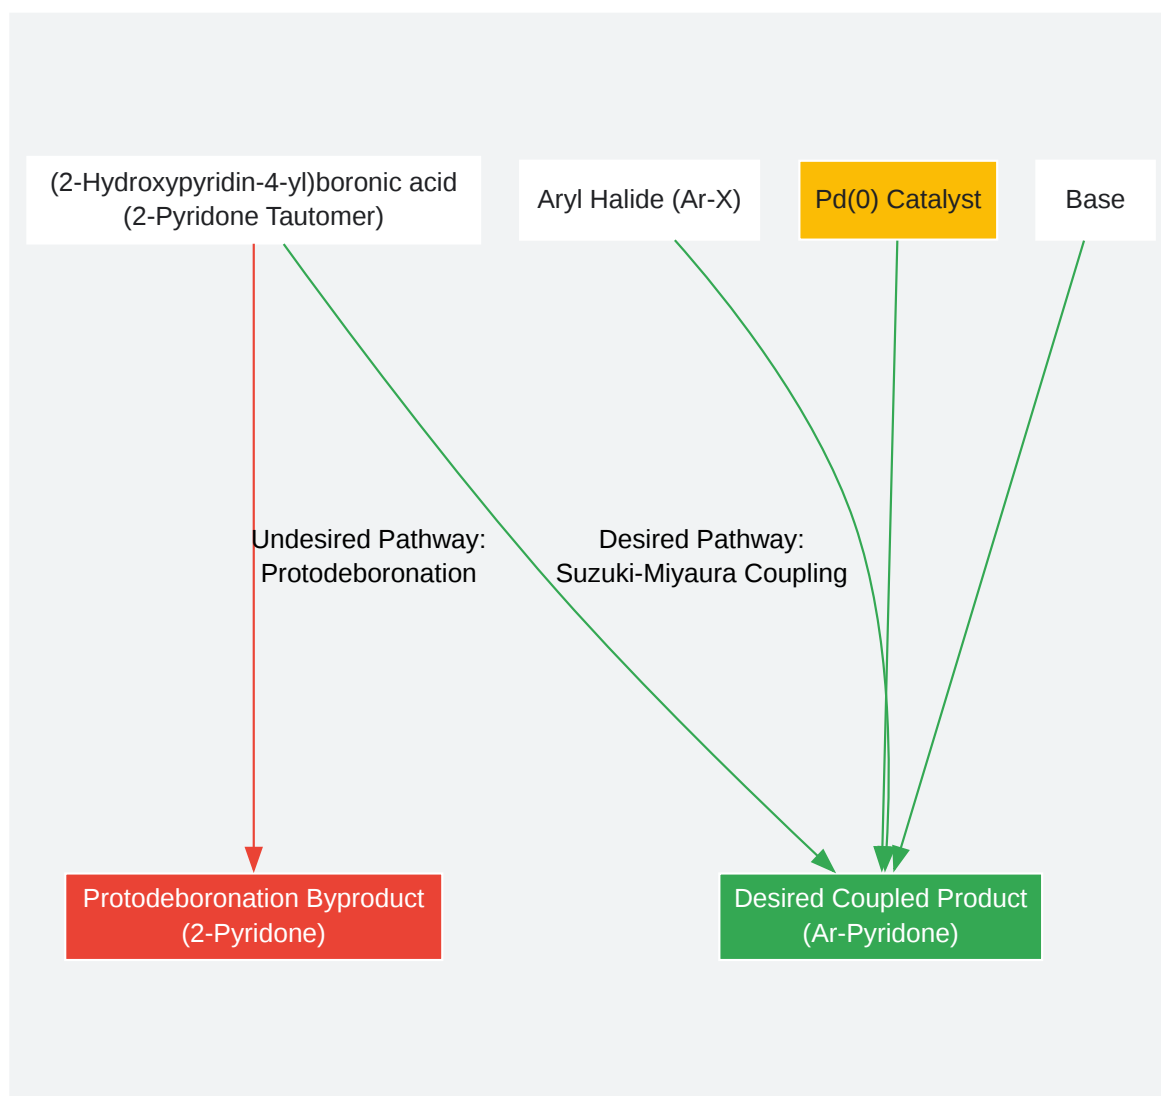 (2-Hydroxypyridin-4-yl)boronic acid
(2-Pyridone Tautomer)
Aryl Halide (Ar-X)
Pd(0) Catalyst
Base
Undesired Pathway:
Protodeboronation
Desired Pathway:
Suzuki-Miyaura Coupling
Protodeboronation Byproduct
(2-Pyridone)
Desired Coupled Product
(Ar-Pyridone)